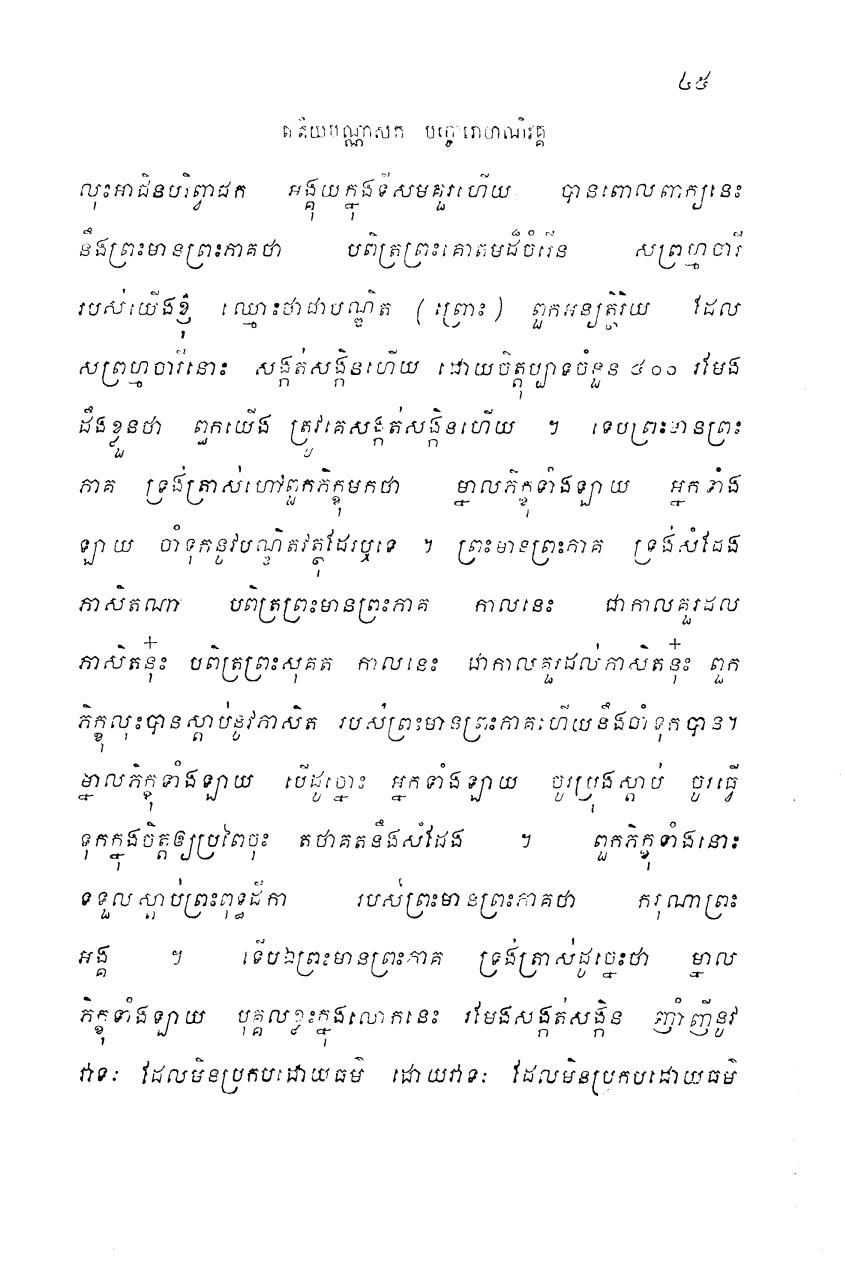 ៤៥
តតិយបណ្ណាសក បច្ចោរោហណិវគ្គ
លុះអាជិនបរិព្វាជក អង្គុយក្នុងទីសមគួរហើយ បានពោលពាក្យនេះ
នឹងព្រះមានព្រះភាគថា បពិត្រព្រះគោតមដ៏ចំរើន សព្រហ្មចារី
របស់យើងខ្ញុំ ឈ្មោះថាជាបណ្ឌិត (ព្រោះ) ពួកអន្យត្ថិរិយ ដែល
សព្រហ្មចារីនោះ សង្កត់សង្កិនហើយ ដោយចិត្តុប្បាទចំនួន ៥០០ រមែង
ដឹងខ្លួនថា ពួកយើង ត្រូវគេសង្កត់សង្កិនហើយ ។ ទេបព្រះមានព្រះ
ភាគ ទ្រង់ត្រាស់ហៅពួកភិក្ខុមកថា ម្នាលភិក្ខុទាំងឡាយ អ្នកទាំង
ឡាយ ចាំទុកនូវបណ្ឌិតវត្ថុដែរឬទេ ។ ព្រះមានព្រះភាគ ទ្រង់សំដែង
ភាសិតណា បពិត្រព្រះមានព្រះភាគ កាលនេះ ជាកាលគួរដល
ភាសិតនុ៎ះ បពិត្រព្រះសុគត កាលនេះ ជាកាលគួរដល់ភាសិតនុ៎ះ ពួក
ភិក្ខុលុះបានស្តាប់នូវភាសិត របស់ព្រះមានព្រះភាគហើយនឹងចាំទុកបាន។
ម្នាលភិក្ខុទាំងឡាយ បើដូច្នោះ អ្នកទាំងឡាយ ចូរប្រុងស្តាប់ ចូរធ្វើ
ទុកក្នុងចិត្តឲ្យប្រពៃចុះ តថាគតនឹងសំដែង ។ ពួកភិក្ខុទាំងនោះ
ទទួលស្តាប់ព្រះពុទ្ធដីកា របស់ព្រះមានព្រះភាគថា ករុណាព្រះ
អង្គ ។ ទើបឯព្រះមានព្រះភាគ ទ្រង់ត្រាស់ដូច្នេះថា ម្នាល
ភិក្ខុទាំងឡាយ បុគ្គលខ្លះក្នុងលោកនេះ រមែងសង្កត់សង្កិន ញាំញីនូវ
វាទៈ ដែលមិនប្រកបដោយធម៌ ដោយវាទៈ ដែលមិនប្រកបដោយធម៌